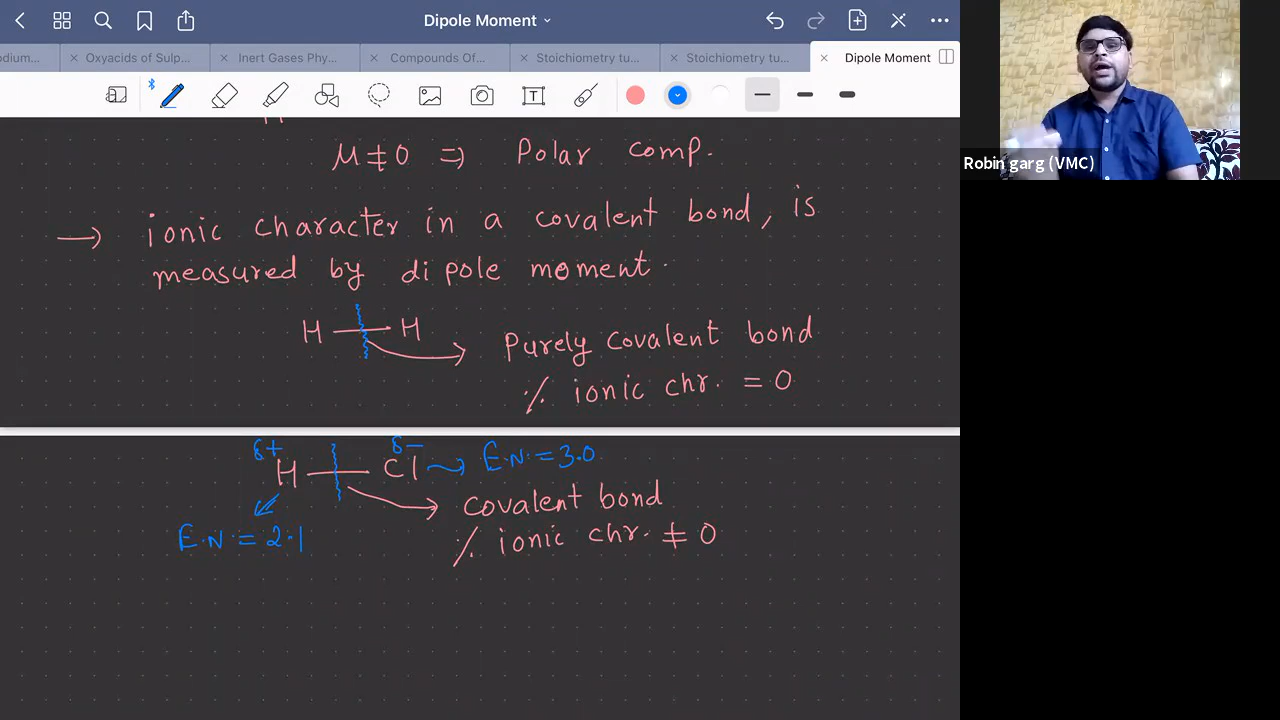 Dipole Moment
odium...
Oxyacids of Sulp...
Inert Gases Phy...
Compounds Of...
Stoichiometry tu...
Stoichiometry tu...
Dipole Moment
Robin garg (VMC)
μ ≠ 0 ⇒ Polar comp.
→ ionic character in a covalent bond, is
measured by dipole moment.
H — H
Purely covalent bond
% ionic chr. = 0
δ+ δ-
H — Cl → E.N. = 3.0
covalent bond
E.N. = 2.1
% ionic chr. ≠ 0